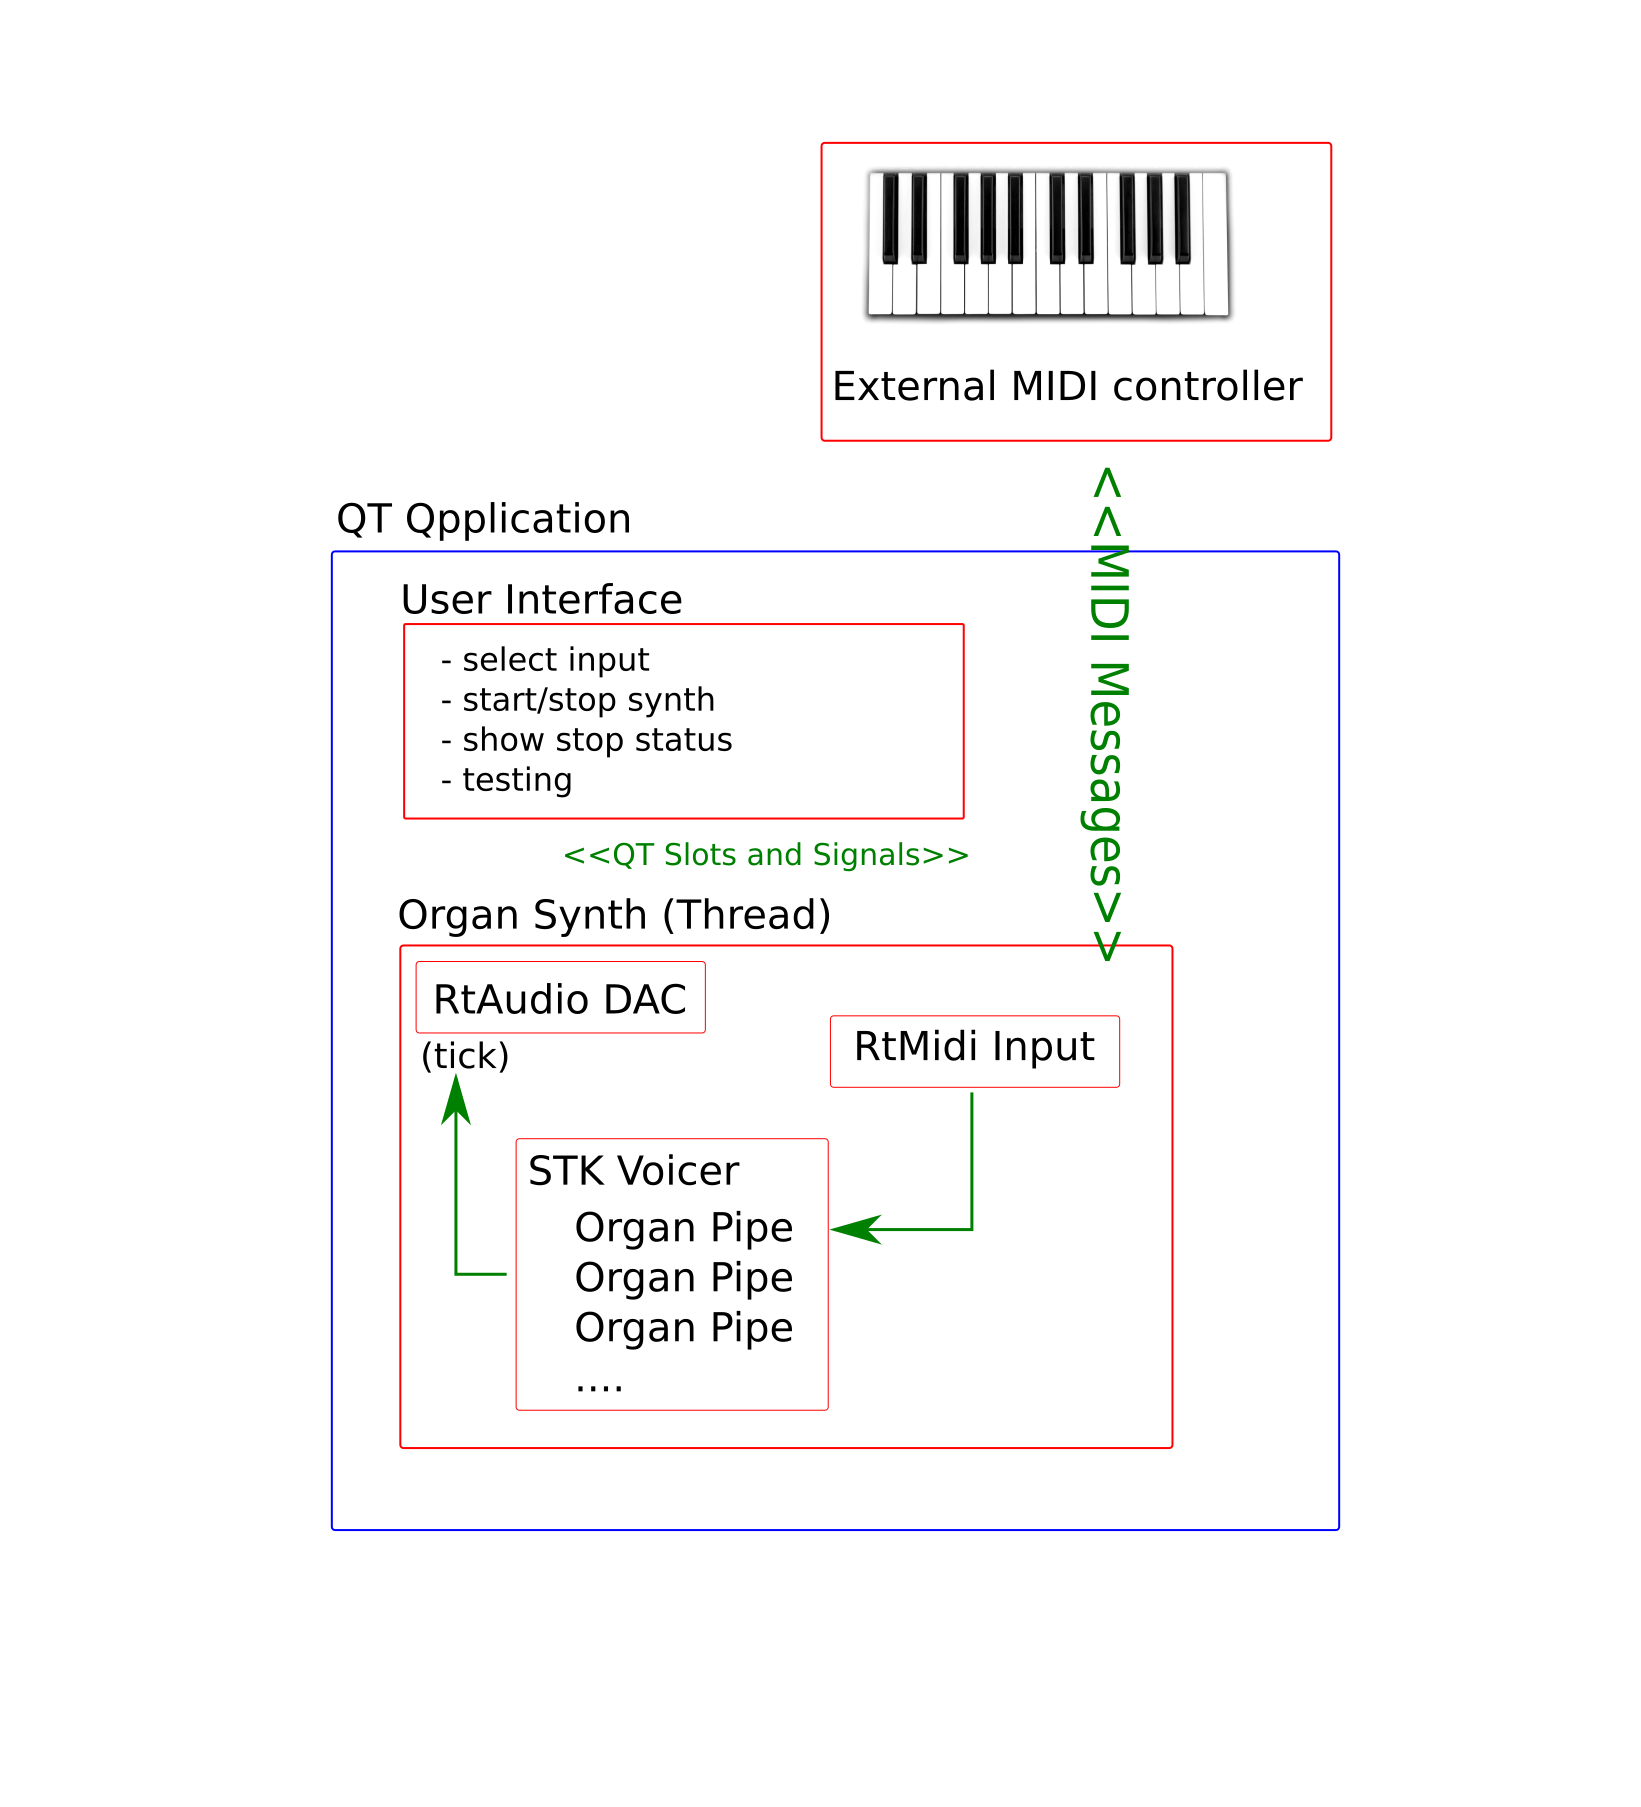 External MIDI controller
<<MIDI Messages>>
QT Qpplication
User Interface
- select input
- start/stop synth
- show stop status
- testing
<<QT Slots and Signals>>
Organ Synth (Thread)
RtAudio DAC
(tick)
RtMidi Input
STK Voicer
Organ Pipe
Organ Pipe
Organ Pipe
....